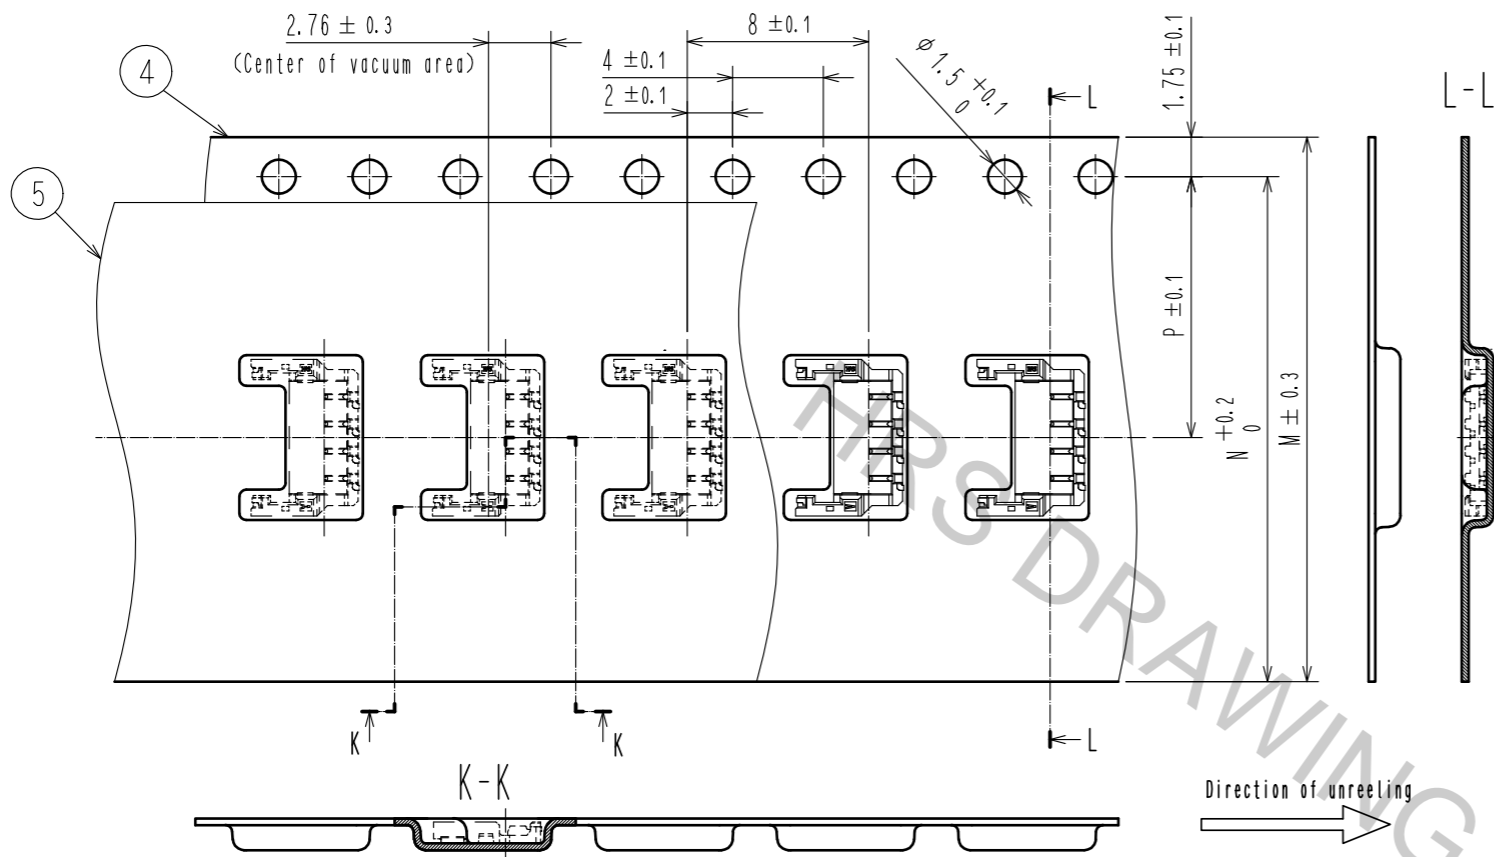 2.76 ± 0.3
(Center of vacuum area)
8 ±0.1
4 ±0.1
2 ±0.1
φ1.5 +0.1
0
L
1.75±0.1
L-L
4
5
P ±0.1
N +0.2
0
M ± 0.3
HRS DRAWING
K
K
L
K-K
Direction of unreeling